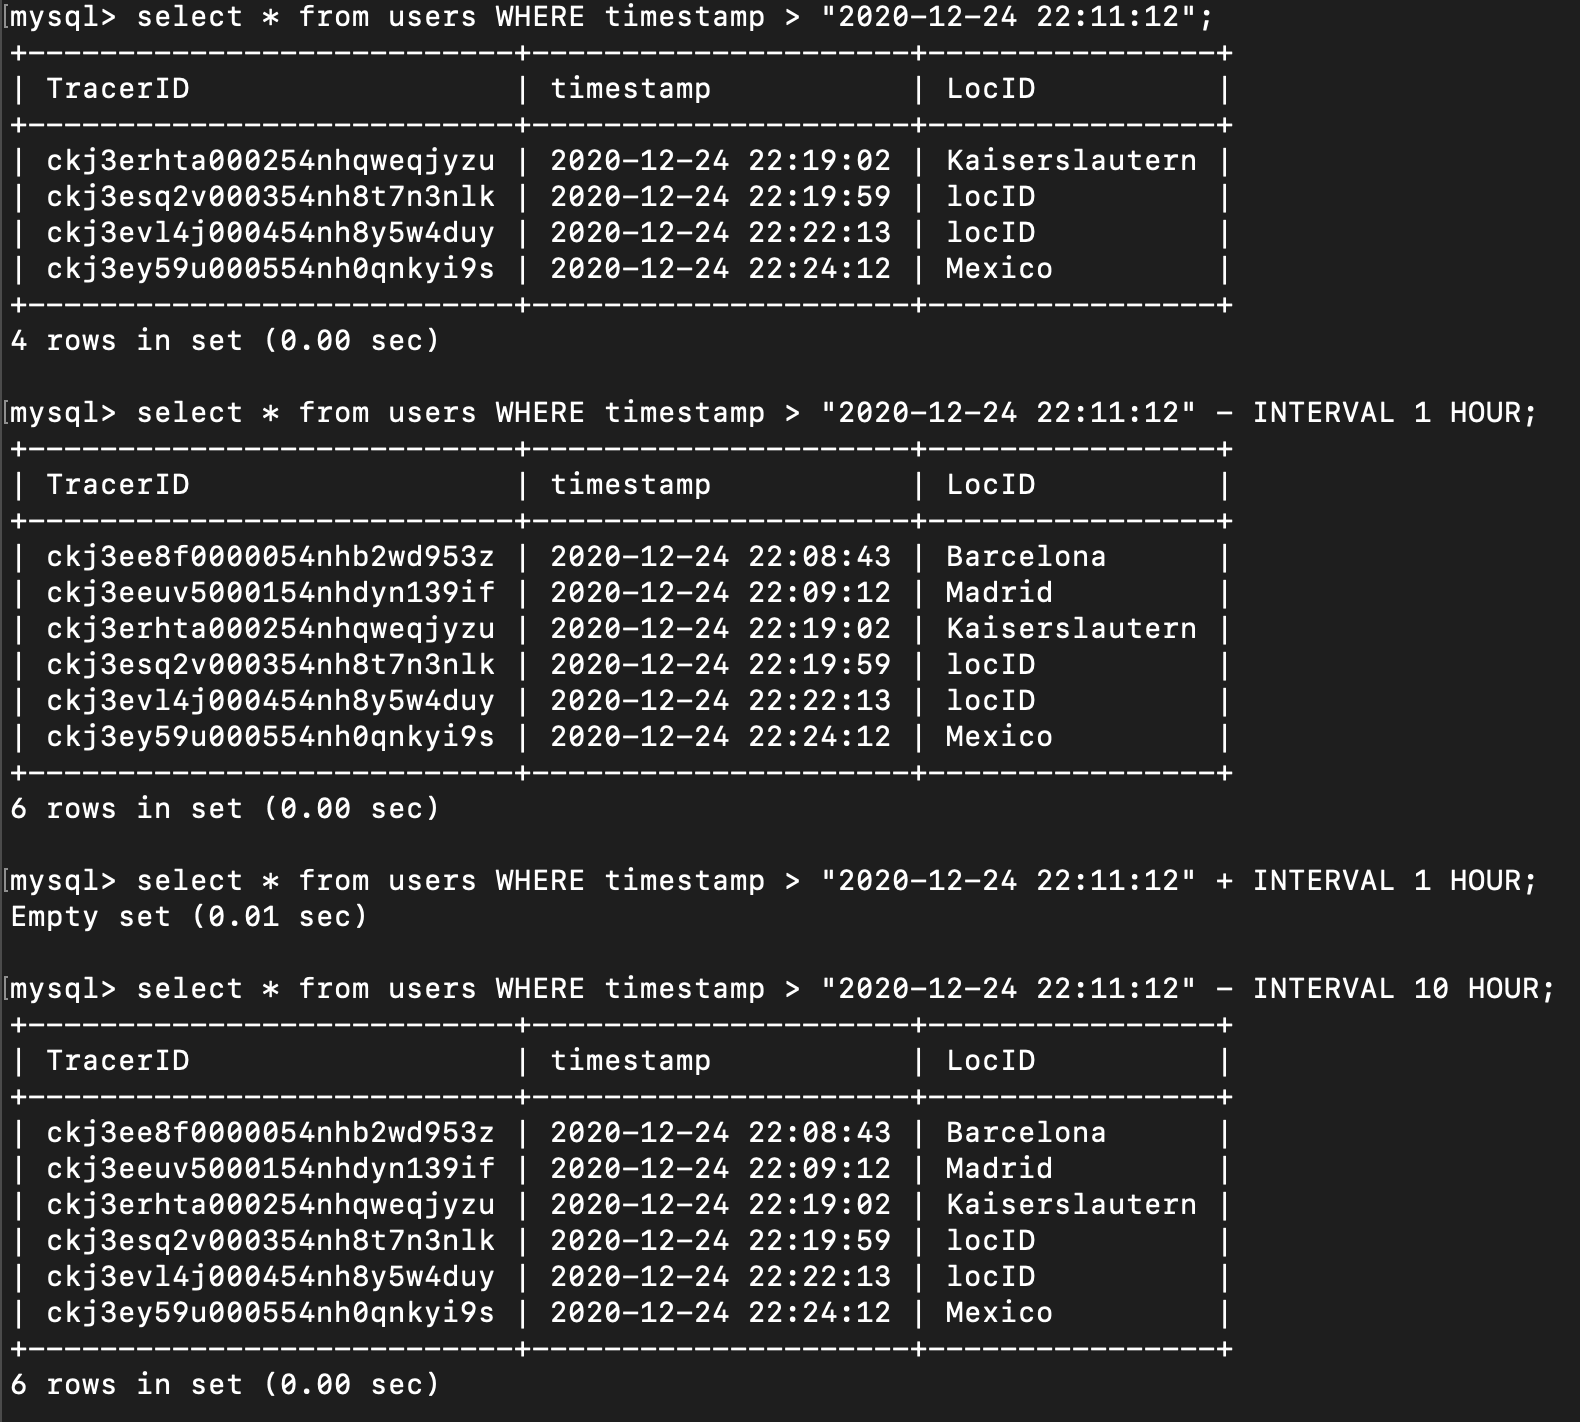 [mysql> select * from users WHERE timestamp > "2020-12-24 22:11:12";
+---------------------------+---------------------+----------------+
| TracerID                  | timestamp           | LocID          |
+---------------------------+---------------------+----------------+
| ckj3erhta000254nhqweqjyzu | 2020-12-24 22:19:02 | Kaiserslautern |
| ckj3esq2v000354nh8t7n3nlk | 2020-12-24 22:19:59 | locID          |
| ckj3evl4j000454nh8y5w4duy | 2020-12-24 22:22:13 | locID          |
| ckj3ey59u000554nh0qnkyi9s | 2020-12-24 22:24:12 | Mexico         |
+---------------------------+---------------------+----------------+
4 rows in set (0.00 sec)
[mysql> select * from users WHERE timestamp > "2020-12-24 22:11:12" - INTERVAL 1 HOUR;
+---------------------------+---------------------+----------------+
| TracerID                  | timestamp           | LocID          |
+---------------------------+---------------------+----------------+
| ckj3ee8f0000054nhb2wd953z | 2020-12-24 22:08:43 | Barcelona      |
| ckj3eeuv5000154nhdyn139if | 2020-12-24 22:09:12 | Madrid         |
| ckj3erhta000254nhqweqjyzu | 2020-12-24 22:19:02 | Kaiserslautern |
| ckj3esq2v000354nh8t7n3nlk | 2020-12-24 22:19:59 | locID          |
| ckj3evl4j000454nh8y5w4duy | 2020-12-24 22:22:13 | locID          |
| ckj3ey59u000554nh0qnkyi9s | 2020-12-24 22:24:12 | Mexico         |
+---------------------------+---------------------+----------------+
6 rows in set (0.00 sec)
[mysql> select * from users WHERE timestamp > "2020-12-24 22:11:12" + INTERVAL 1 HOUR;
Empty set (0.01 sec)
[mysql> select * from users WHERE timestamp > "2020-12-24 22:11:12" - INTERVAL 10 HOUR;
+---------------------------+---------------------+----------------+
| TracerID                  | timestamp           | LocID          |
+---------------------------+---------------------+----------------+
| ckj3ee8f0000054nhb2wd953z | 2020-12-24 22:08:43 | Barcelona      |
| ckj3eeuv5000154nhdyn139if | 2020-12-24 22:09:12 | Madrid         |
| ckj3erhta000254nhqweqjyzu | 2020-12-24 22:19:02 | Kaiserslautern |
| ckj3esq2v000354nh8t7n3nlk | 2020-12-24 22:19:59 | locID          |
| ckj3evl4j000454nh8y5w4duy | 2020-12-24 22:22:13 | locID          |
| ckj3ey59u000554nh0qnkyi9s | 2020-12-24 22:24:12 | Mexico         |
+---------------------------+---------------------+----------------+
6 rows in set (0.00 sec)